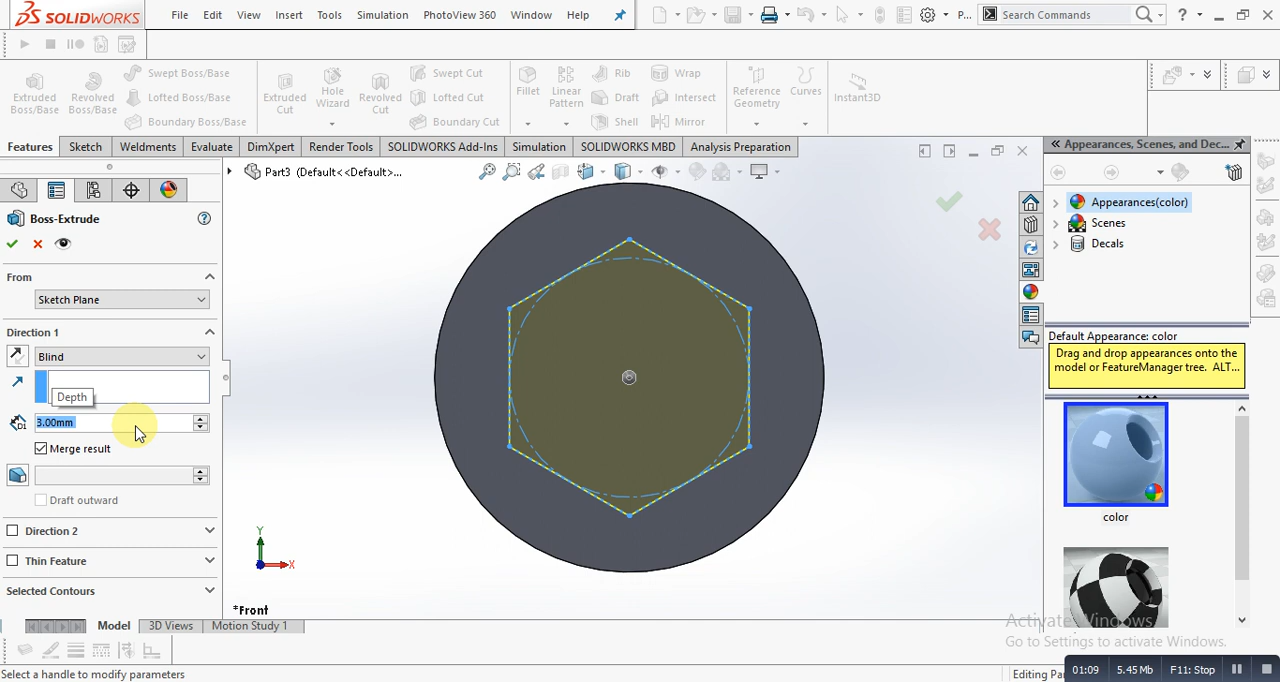 SOLIDWORKS File Edit View Insert Tools Simulation PhotoView 360 Window Help P... Search Commands ?
Extruded Boss/Base
Revolved Boss/Base
Swept Boss/Base
Lofted Boss/Base
Boundary Boss/Base
Extruded Cut
Hole Wizard
Revolved Cut
Swept Cut
Lofted Cut
Boundary Cut
Fillet
Linear Pattern
Rib
Draft
Shell
Wrap
Intersect
Mirror
Reference Geometry
Curves
Instant3D
Features Sketch Weldments Evaluate DimXpert Render Tools SOLIDWORKS Add-Ins Simulation SOLIDWORKS MBD Analysis Preparation
Part3 (Default<<Default>...
Boss-Extrude ?
From
Sketch Plane
Direction 1
Blind
Depth
D1 3.00mm
Merge result
Draft outward
Direction 2
Thin Feature
Selected Contours
Y
X
*Front
Appearances, Scenes, and Dec...
Appearances(color)
Scenes
Decals
Default Appearance: color
Drag and drop appearances onto the
model or FeatureManager tree. ALT...
color
Activate Windows
Go to Settings to activate Windows.
Model 3D Views Motion Study 1
Select a handle to modify parameters
Editing Pa
01:09 5.45 Mb F11: Stop